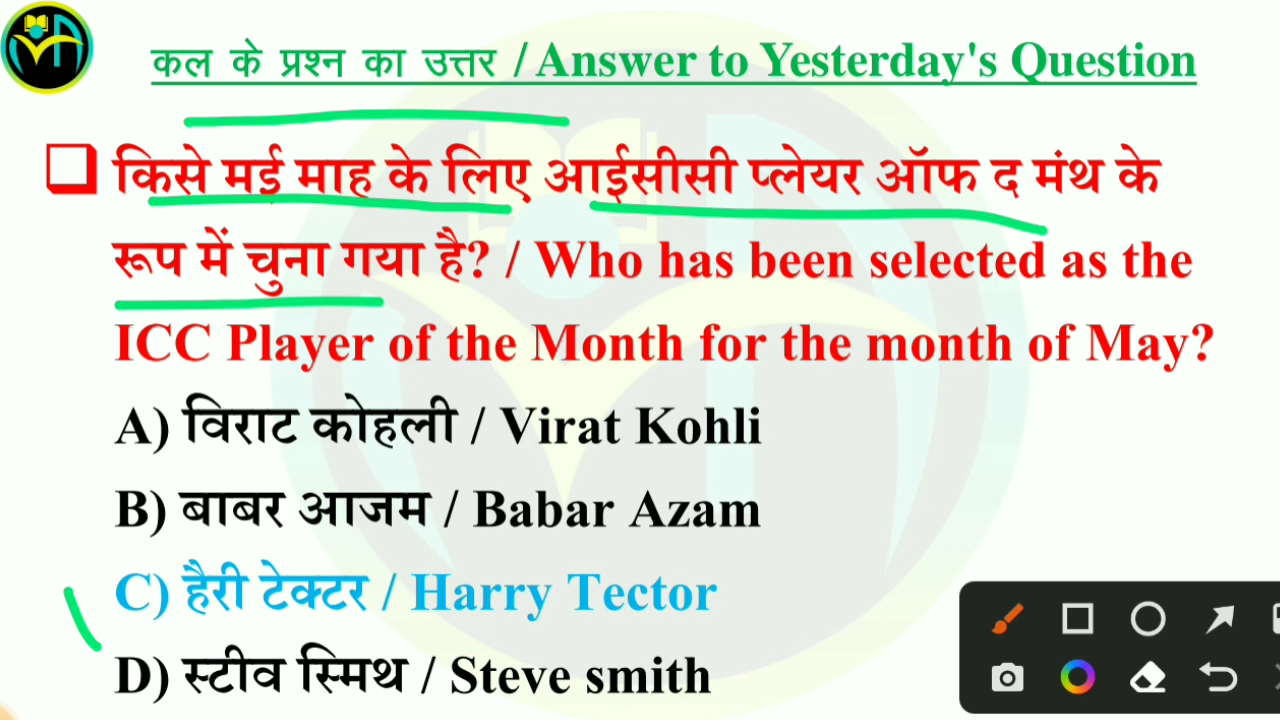 कल के प्रश्न का उत्तर / Answer to Yesterday's Question
❑ किसे मई माह के लिए आईसीसी प्लेयर ऑफ द मंथ के
रूप में चुना गया है? / Who has been selected as the
ICC Player of the Month for the month of May?
A) विराट कोहली / Virat Kohli
B) बाबर आजम / Babar Azam
C) हैरी टेक्टर / Harry Tector
D) स्टीव स्मिथ / Steve smith